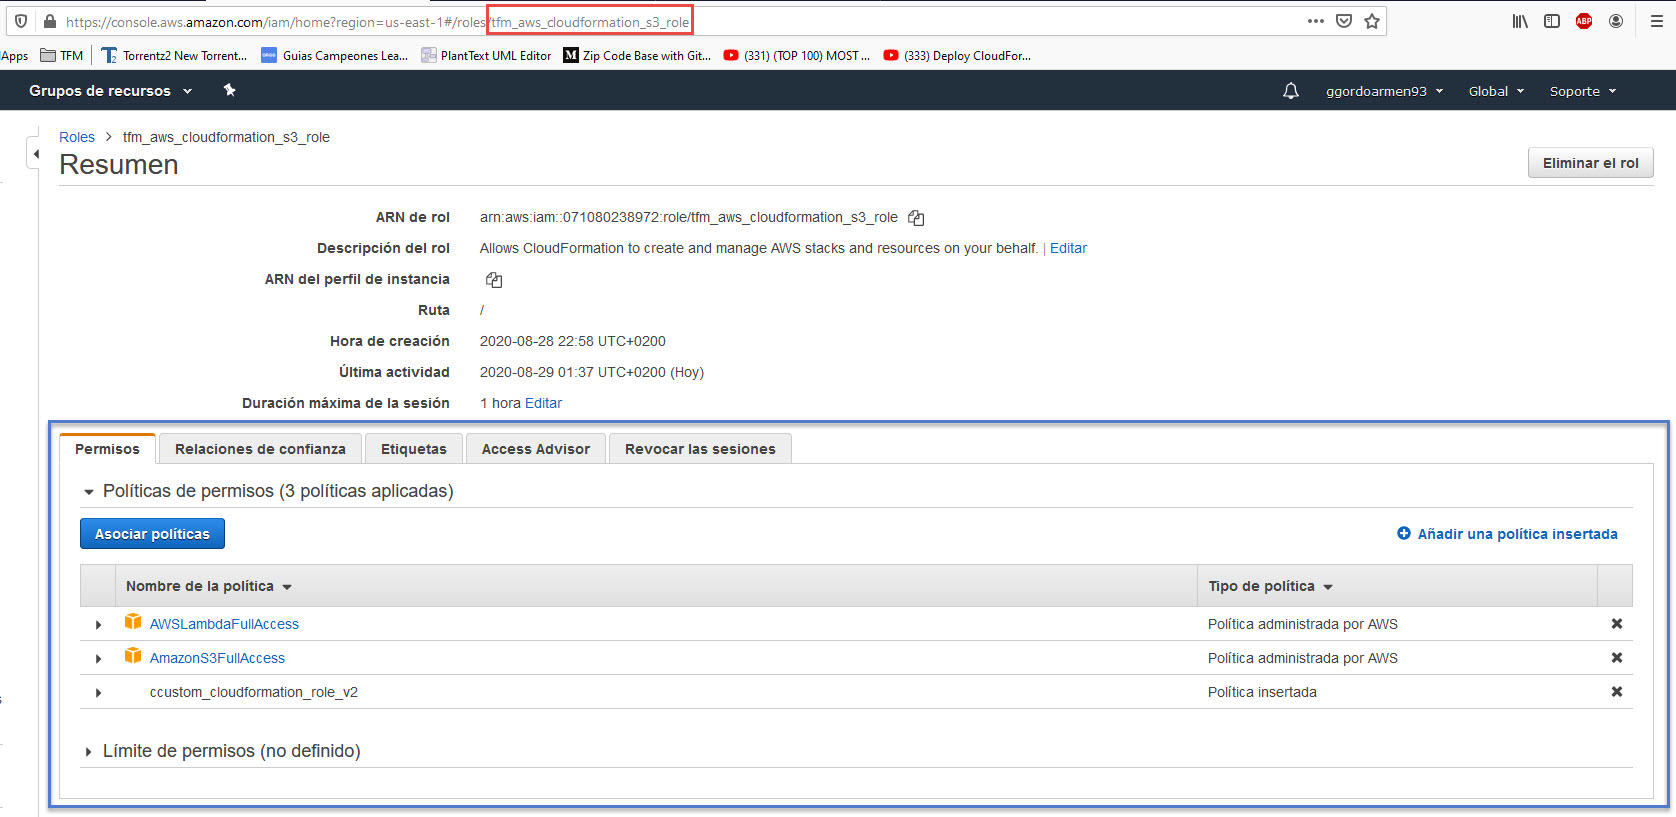 https://console.aws.amazon.com/iam/home?region=us-east-1#/roles/tfm_aws_cloudformation_s3_role
Apps TFM Torrentz2 New Torrent... Guias Campeones Lea... PlantText UML Editor Zip Code Base with Git... (331) (TOP 100) MOST ... (333) Deploy CloudFor...
Grupos de recursos ggordoarmen93 Global Soporte
Roles > tfm_aws_cloudformation_s3_role
Resumen Eliminar el rol
ARN de rol arn:aws:iam::071080238972:role/tfm_aws_cloudformation_s3_role
Descripción del rol Allows CloudFormation to create and manage AWS stacks and resources on your behalf. | Editar
ARN del perfil de instancia
Ruta /
Hora de creación 2020-08-28 22:58 UTC+0200
Última actividad 2020-08-29 01:37 UTC+0200 (Hoy)
Duración máxima de la sesión 1 hora Editar
Permisos Relaciones de confianza Etiquetas Access Advisor Revocar las sesiones
Políticas de permisos (3 políticas aplicadas)
Asociar políticas Añadir una política insertada
Nombre de la política Tipo de política
AWSLambdaFullAccess Política administrada por AWS
AmazonS3FullAccess Política administrada por AWS
ccustom_cloudformation_role_v2 Política insertada
Límite de permisos (no definido)